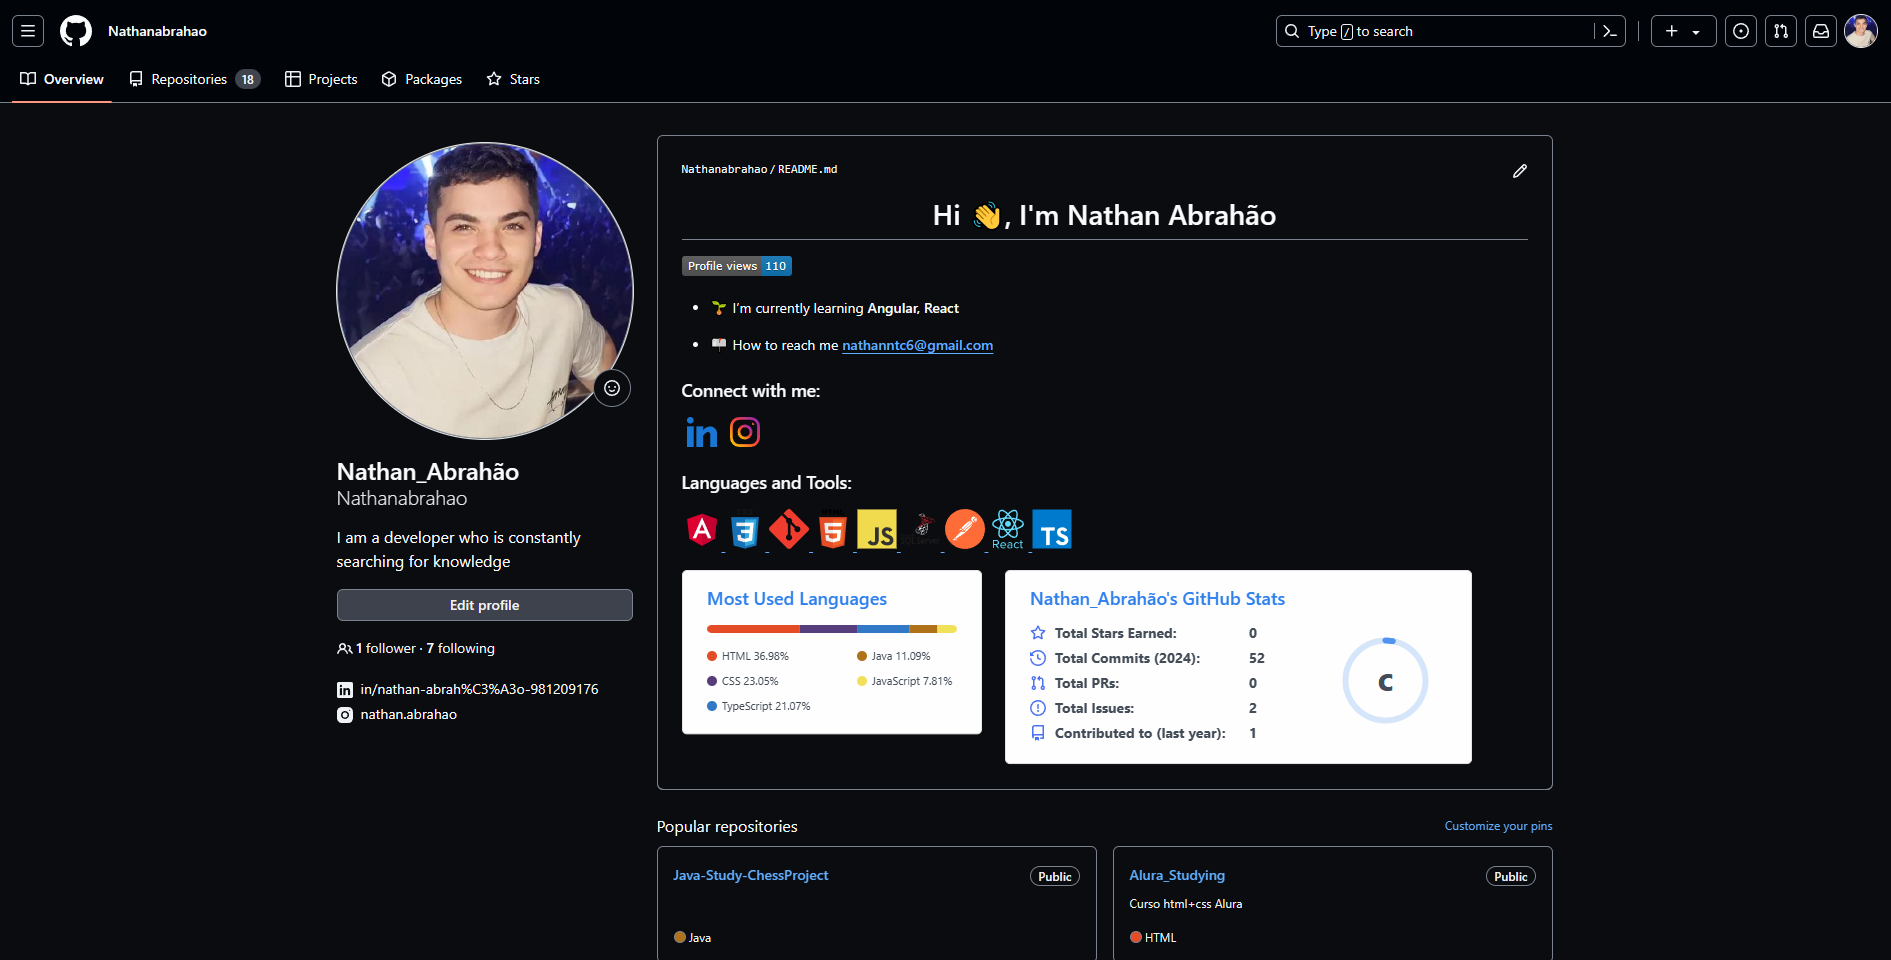 Nathanabrahao
Type / to search
Overview
Repositories 18
Projects
Packages
Stars
Nathan_Abrahão
Nathanabrahao
I am a developer who is constantly
searching for knowledge
Edit profile
1 follower · 7 following
in/nathan-abrah%C3%A3o-981209176
nathan.abrahao
Nathanabrahao/README.md
Hi 👋, I'm Nathan Abrahão
Profile views 110
🌱 I’m currently learning Angular, React
📫 How to reach me nathanntc6@gmail.com
Connect with me:
in
Languages and Tools:
A
3
5
JS
SQL Server
React
TS
Most Used Languages
HTML 36.98%
CSS 23.05%
TypeScript 21.07%
Java 11.09%
JavaScript 7.81%
Nathan_Abrahão's GitHub Stats
Total Stars Earned: 0
Total Commits (2024): 52
Total PRs: 0
Total Issues: 2
Contributed to (last year): 1
C
Popular repositories
Customize your pins
Java-Study-ChessProject
Public
Java
Alura_Studying
Public
Curso html+css Alura
HTML